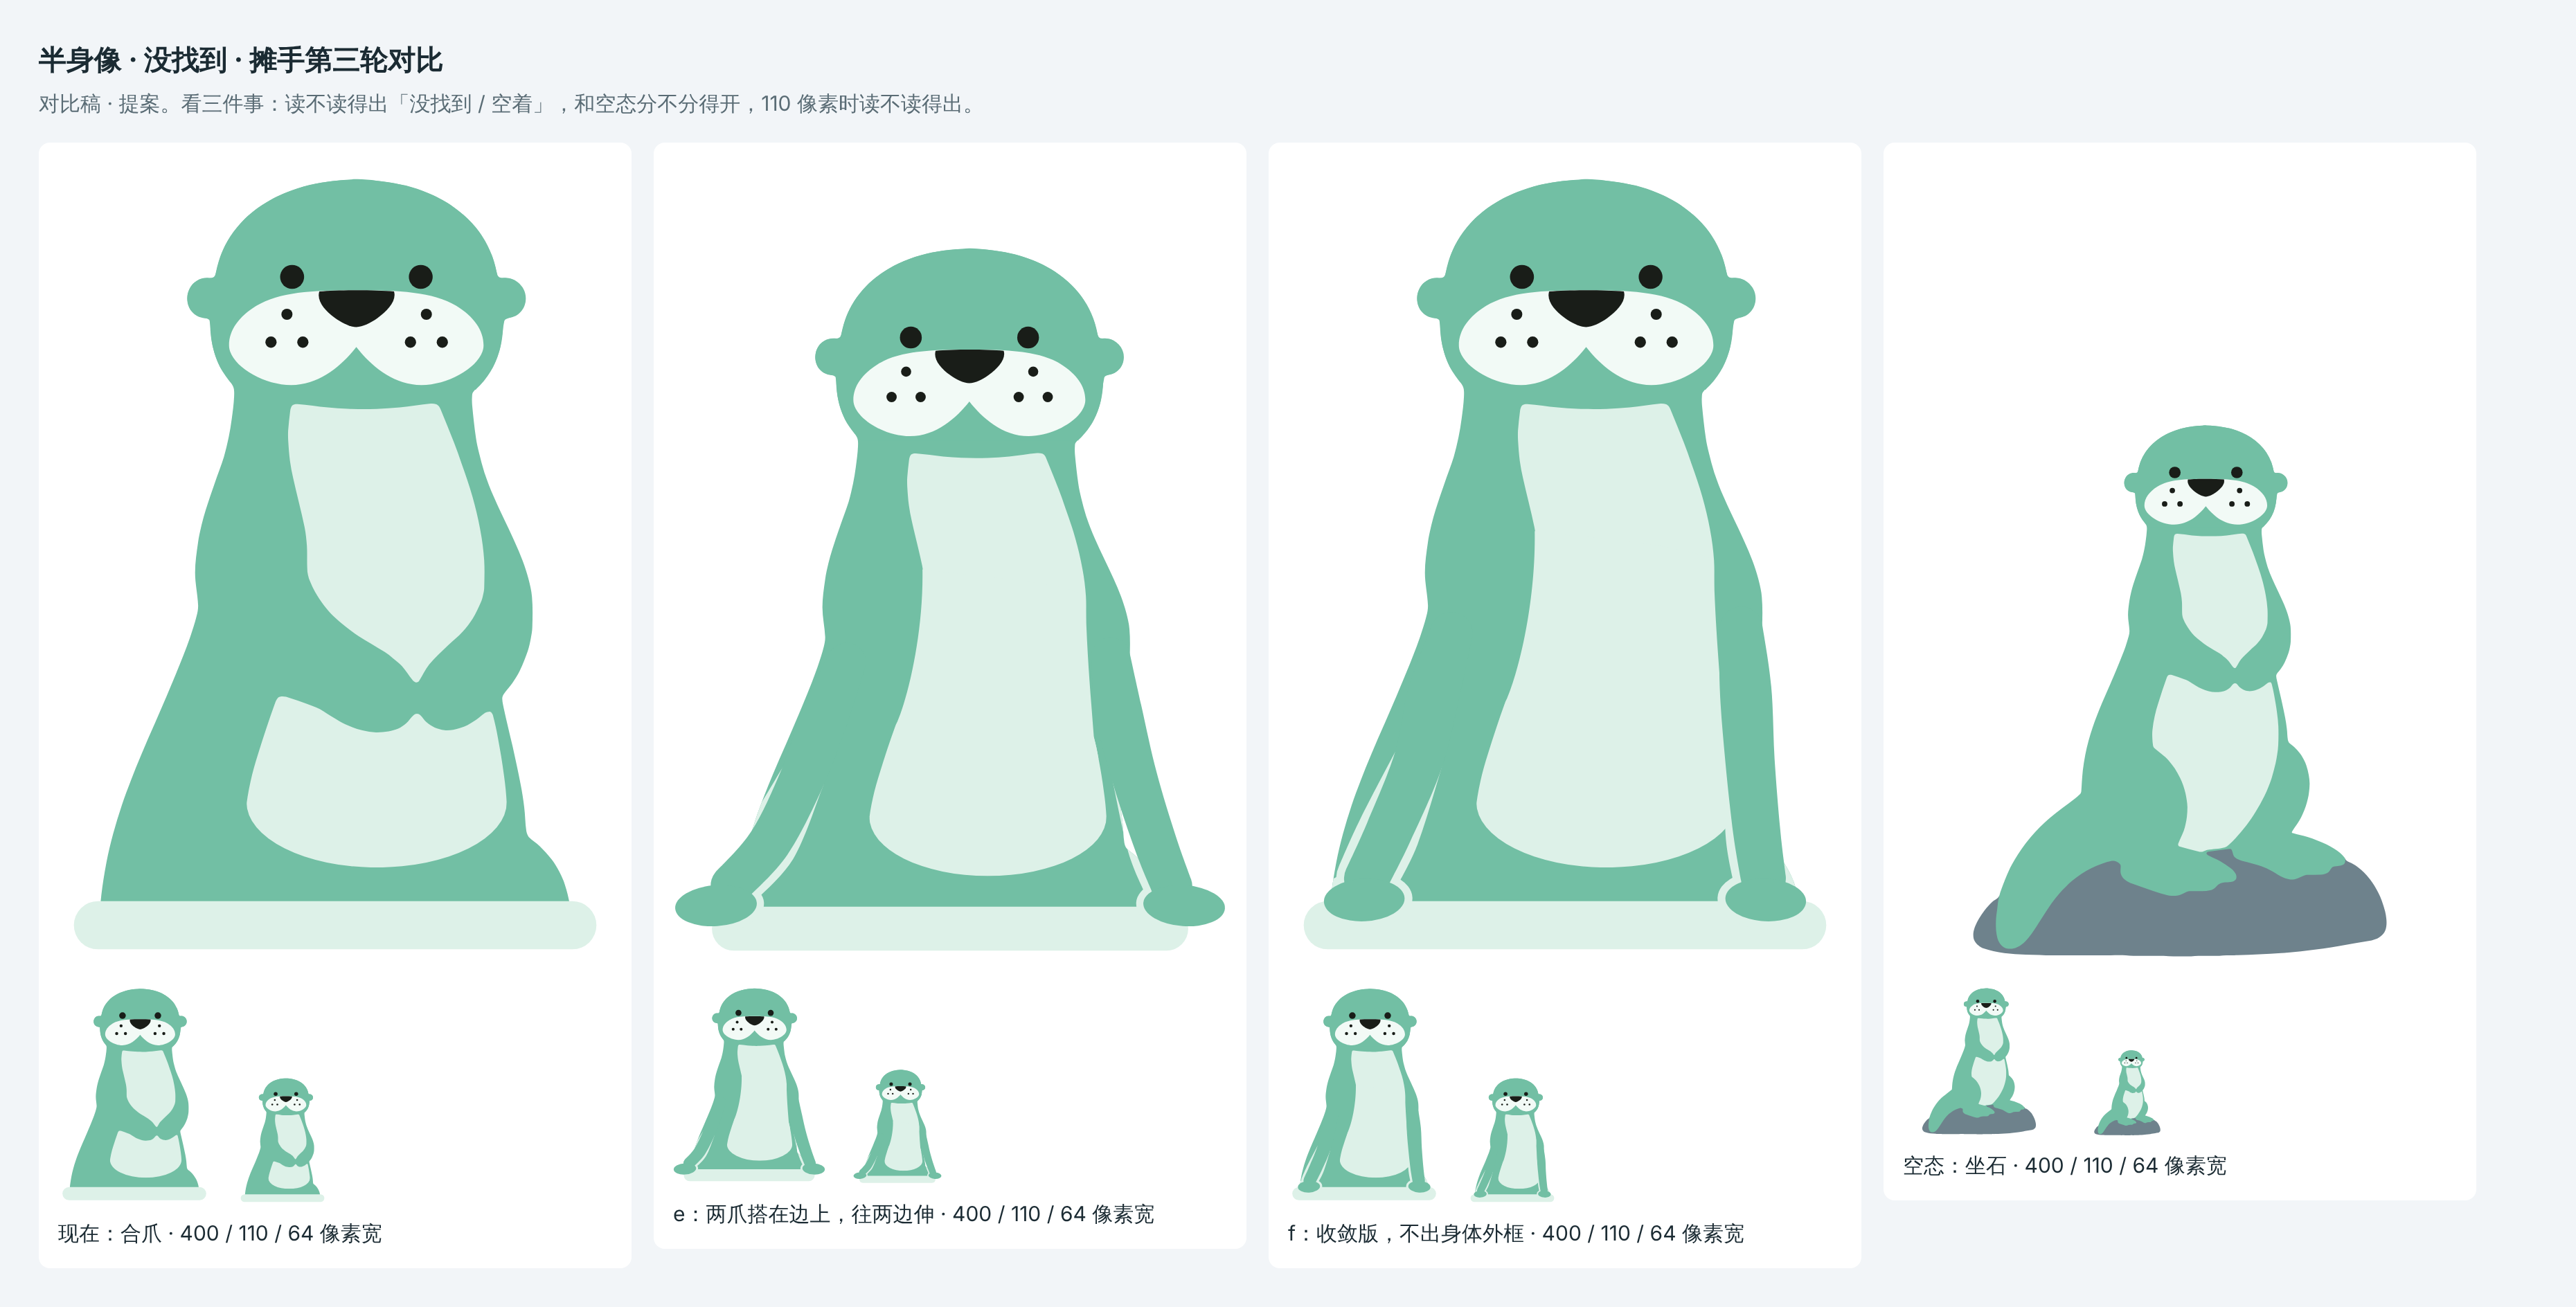 半身像 · 没找到 · 摊手第三轮对比
对比稿 · 提案。看三件事：读不读得出「没找到 / 空着」，和空态分不分得开，110 像素时读不读得出。
现在：合爪 · 400 / 110 / 64 像素宽
e：两爪搭在边上，往两边伸 · 400 / 110 / 64 像素宽
f：收敛版，不出身体外框 · 400 / 110 / 64 像素宽
空态：坐石 · 400 / 110 / 64 像素宽